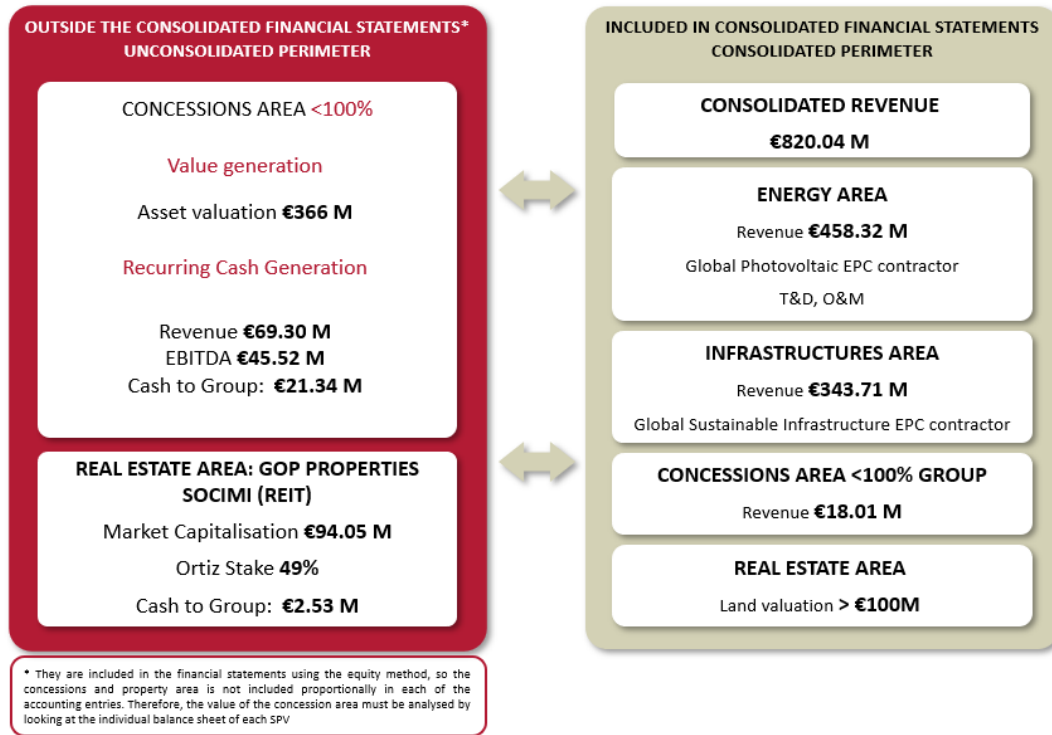 OUTSIDE THE CONSOLIDATED FINANCIAL STATEMENTS*
UNCONSOLIDATED PERIMETER
CONCESSIONS AREA <100%
Value generation
Asset valuation €366 M
Recurring Cash Generation
Revenue €69.30 M
EBITDA €45.52 M
Cash to Group: €21.34 M
REAL ESTATE AREA: GOP PROPERTIES
SOCIMI (REIT)
Market Capitalisation €94.05 M
Ortiz Stake 49%
Cash to Group: €2.53 M
* They are included in the financial statements using the equity method, so the
concessions and property area is not included proportionally in each of the
accounting entries. Therefore, the value of the concession area must be analysed by
looking at the individual balance sheet of each SPV
INCLUDED IN CONSOLIDATED FINANCIAL STATEMENTS
CONSOLIDATED PERIMETER
CONSOLIDATED REVENUE
€820.04 M
ENERGY AREA
Revenue €458.32 M
Global Photovoltaic EPC contractor
T&D, O&M
INFRASTRUCTURES AREA
Revenue €343.71 M
Global Sustainable Infrastructure EPC contractor
CONCESSIONS AREA <100% GROUP
Revenue €18.01 M
REAL ESTATE AREA
Land valuation > €100M